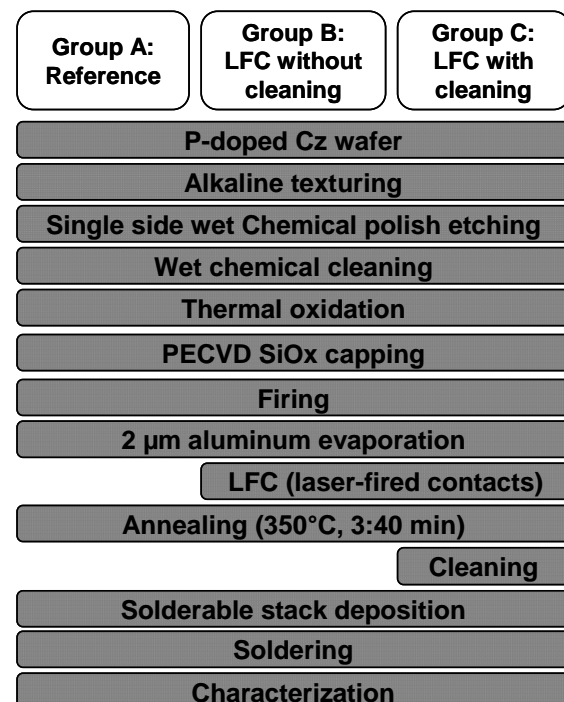 Group A:
Reference
Group B:
LFC without
cleaning
Group C:
LFC with
cleaning
P-doped Cz wafer
Alkaline texturing
Single side wet Chemical polish etching
Wet chemical cleaning
Thermal oxidation
PECVD SiOx capping
Firing
2 µm aluminum evaporation
LFC (laser-fired contacts)
Annealing (350°C, 3:40 min)
Cleaning
Solderable stack deposition
Soldering
Characterization